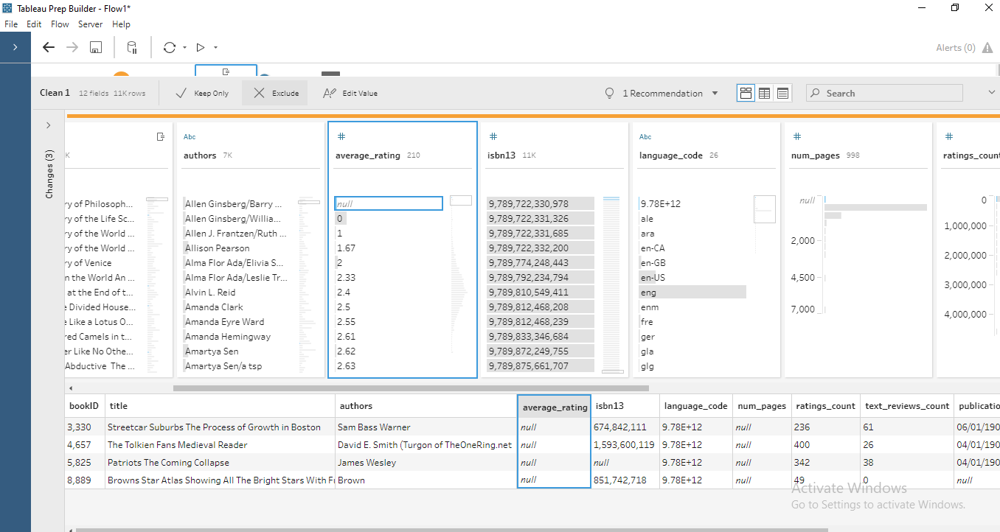 Tableau Prep Builder - Flow1*
File Edit Flow Server Help
Alerts (0)
Clean 1 12 fields 11K rows Keep Only Exclude Edit Value 1 Recommendation Search
Changes (3)
K
ry of Philosoph...
ry of the Life Sc...
ry of the World ...
ry of the World ...
ry of Venice
n the World An ...
at the End of t...
e Divided House...
e Like a Lotus O...
red Camels in t...
er Like No Othe...
Abductive The ...
Abc
authors 7K
Allen Ginsberg/Barry ...
Allen Ginsberg/Willia...
Allen J. Frantzen/Ruth ...
Allison Pearson
Alma Flor Ada/Elivia S...
Alma Flor Ada/Leslie Tr...
Alvin L. Reid
Amanda Clark
Amanda Eyre Ward
Amanda Hemingway
Amartya Sen
Amartya Sen/a tsp
#
average_rating 210
null
0
1
1.67
2
2.33
2.4
2.5
2.55
2.61
2.62
2.63
#
isbn13 11K
9,789,722,330,978
9,789,722,331,326
9,789,722,331,685
9,789,722,332,200
9,789,774,248,443
9,789,792,234,794
9,789,810,549,411
9,789,812,468,208
9,789,812,468,239
9,789,833,346,684
9,789,872,249,755
9,789,875,661,707
Abc
language_code 26
9.78E+12
ale
ara
en-CA
en-GB
en-US
eng
enm
fre
ger
gla
glg
#
num_pages 998
null
2,000
4,500
7,000
#
ratings_count
0
1,000,000
2,000,000
3,000,000
4,000,000
bookID title authors average_rating isbn13 language_code num_pages ratings_count text_reviews_count publicatio
3,330 Streetcar Suburbs The Process of Growth in Boston Sam Bass Warner null 674,842,111 9.78E+12 null 236 61 06/01/190
4,657 The Tolkien Fans Medieval Reader David E. Smith (Turgon of TheOneRing.net null 1,593,600,119 9.78E+12 null 400 26 04/01/190
5,825 Patriots The Coming Collapse James Wesley null null 9.78E+12 null 342 38 04/01/190
8,889 Browns Star Atlas Showing All The Bright Stars With F Brown null 851,742,718 9.78E+12 null 49 0 null
Activate Windows
Go to Settings to activate Windows.